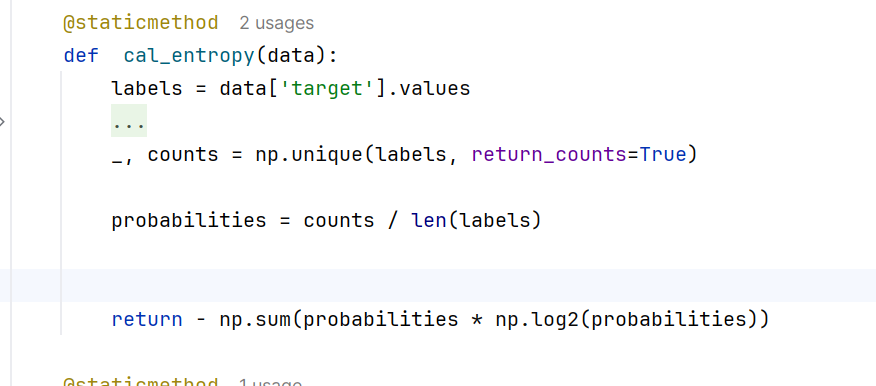 @staticmethod 2 usages
def cal_entropy(data):
labels = data['target'].values
...
_, counts = np.unique(labels, return_counts=True)
probabilities = counts / len(labels)
return - np.sum(probabilities * np.log2(probabilities))
@staticmethod 1 usage